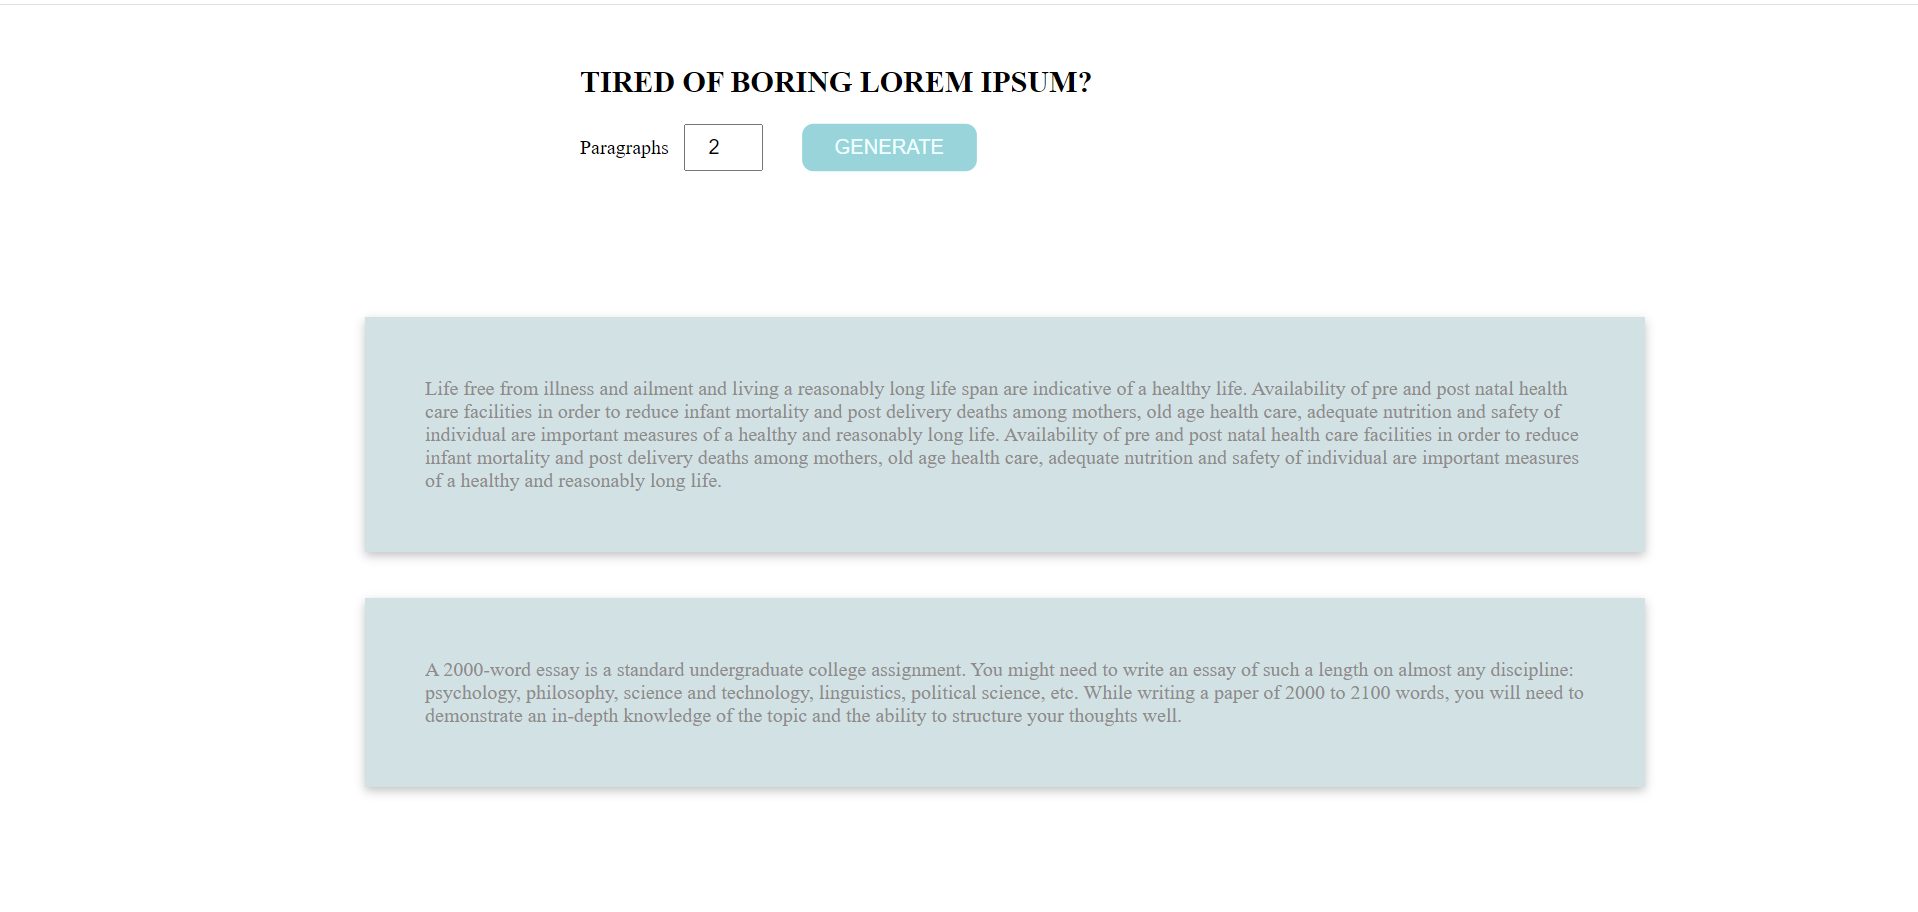 TIRED OF BORING LOREM IPSUM?
Paragraphs 2 GENERATE
Life free from illness and ailment and living a reasonably long life span are indicative of a healthy life. Availability of pre and post natal health
care facilities in order to reduce infant mortality and post delivery deaths among mothers, old age health care, adequate nutrition and safety of
individual are important measures of a healthy and reasonably long life. Availability of pre and post natal health care facilities in order to reduce
infant mortality and post delivery deaths among mothers, old age health care, adequate nutrition and safety of individual are important measures
of a healthy and reasonably long life.
A 2000-word essay is a standard undergraduate college assignment. You might need to write an essay of such a length on almost any discipline:
psychology, philosophy, science and technology, linguistics, political science, etc. While writing a paper of 2000 to 2100 words, you will need to
demonstrate an in-depth knowledge of the topic and the ability to structure your thoughts well.